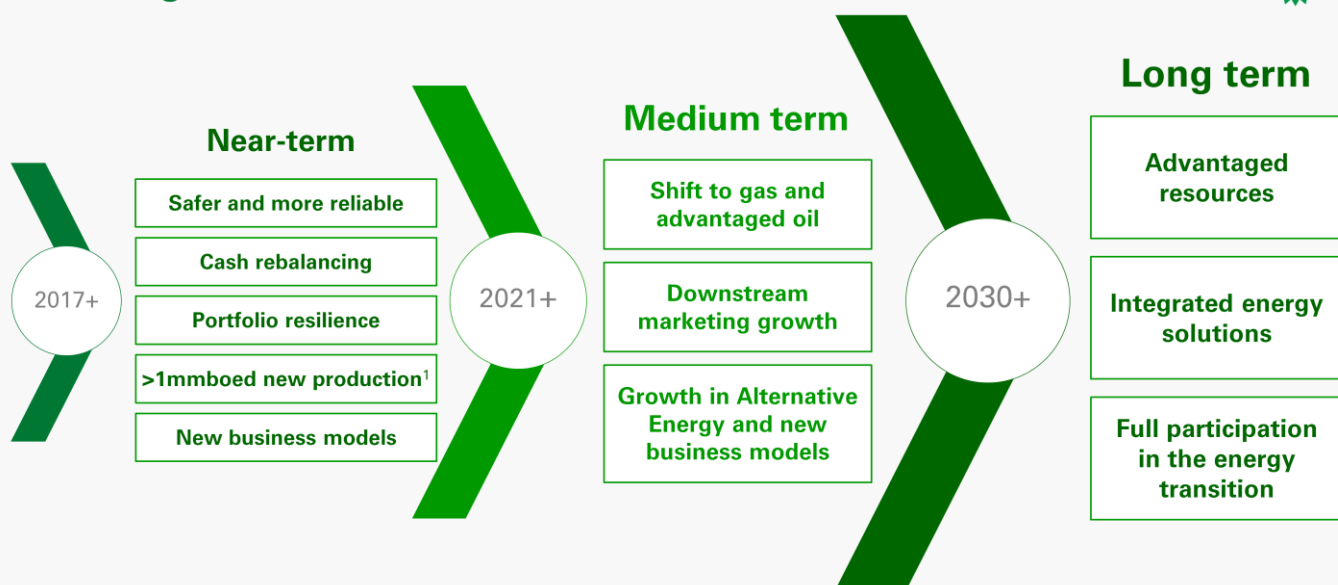 Near-term
2017+
Safer and more reliable
Cash rebalancing
Portfolio resilience
>1mmboed new production¹
New business models
Medium term
2021+
Shift to gas and
advantaged oil
Downstream
marketing growth
Growth in Alternative
Energy and new
business models
Long term
2030+
Advantaged
resources
Integrated energy
solutions
Full participation
in the energy
transition